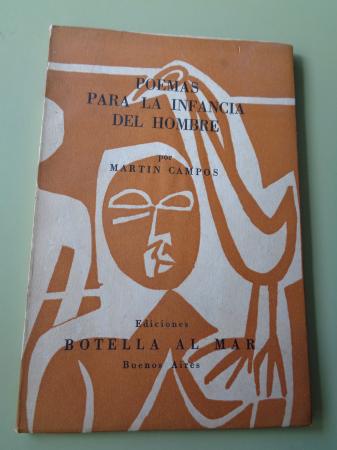 POEMAS
PARA LA INFANCIA
DEL HOMBRE
por
MARTIN CAMPOS
Ediciones
BOTELLA AL MAR
Buenos Aires